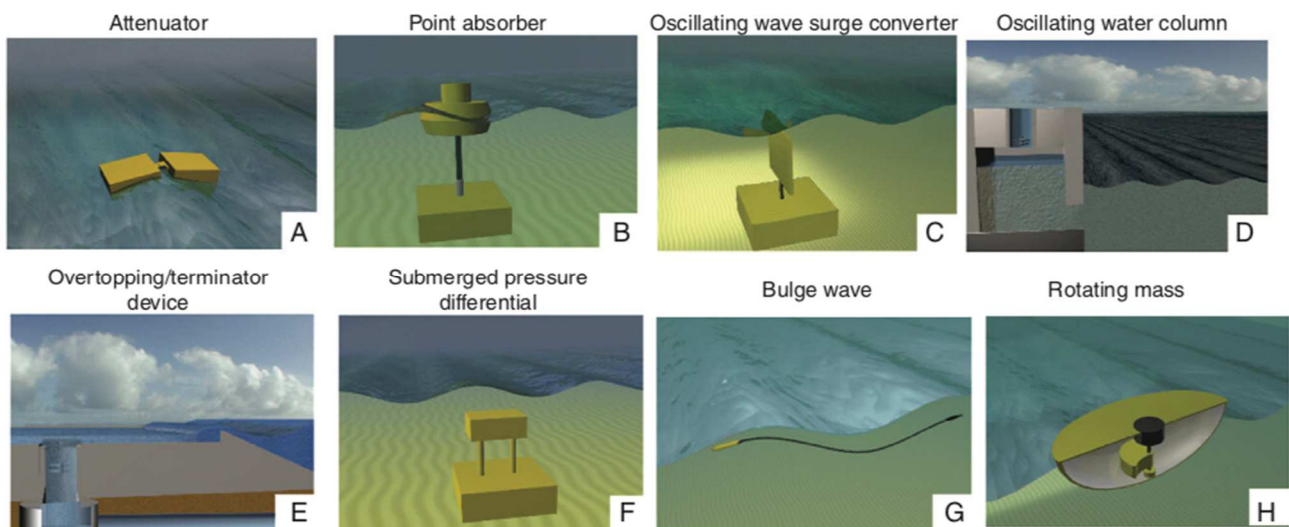 Attenuator
Point absorber
Oscillating wave surge converter
Oscillating water column
A
B
C
D
Overtopping/terminator
device
Submerged pressure
differential
Bulge wave
Rotating mass
E
F
G
H